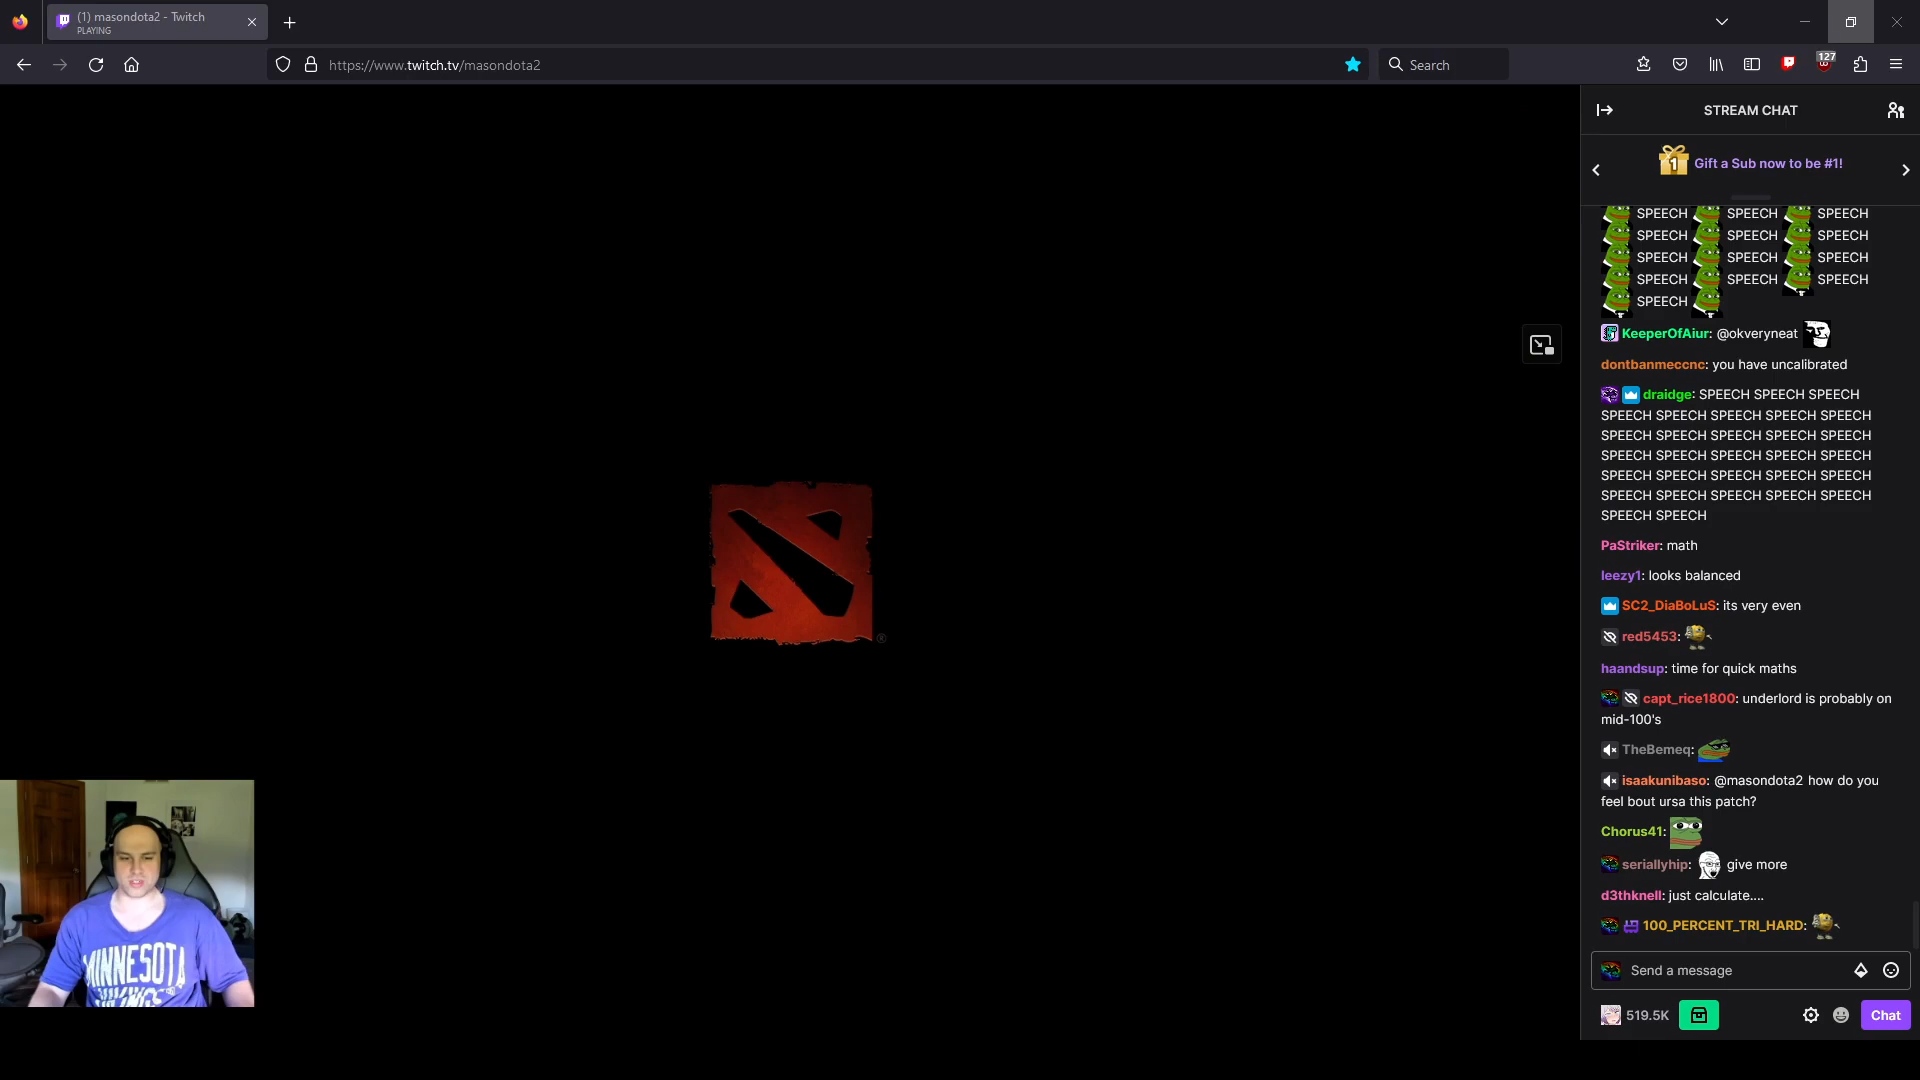 (1) masondota2 - Twitch
PLAYING
https://www.twitch.tv/masondota2
Search
127
STREAM CHAT
1 Gift a Sub now to be #1!
SPEECH SPEECH SPEECH
SPEECH SPEECH SPEECH
SPEECH SPEECH SPEECH
SPEECH SPEECH SPEECH
SPEECH
KeeperOfAiur: @okveryneat
dontbanmeccnc: you have uncalibrated
draidge: SPEECH SPEECH SPEECH
SPEECH SPEECH SPEECH SPEECH SPEECH
SPEECH SPEECH SPEECH SPEECH SPEECH
SPEECH SPEECH SPEECH SPEECH SPEECH
SPEECH SPEECH SPEECH SPEECH SPEECH
SPEECH SPEECH SPEECH SPEECH SPEECH
SPEECH SPEECH
PaStriker: math
leezy1: looks balanced
SC2_DiaBoLuS: its very even
red5453:
haandsup: time for quick maths
capt_rice1800: underlord is probably on
mid-100's
TheBemeq:
isaakunibaso: @masondota2 how do you
feel bout ursa this patch?
Chorus41:
seriallyhip: give more
d3thknell: just calculate....
100_PERCENT_TRI_HARD:
Send a message
519.5K
Chat
®
MINNESOTA